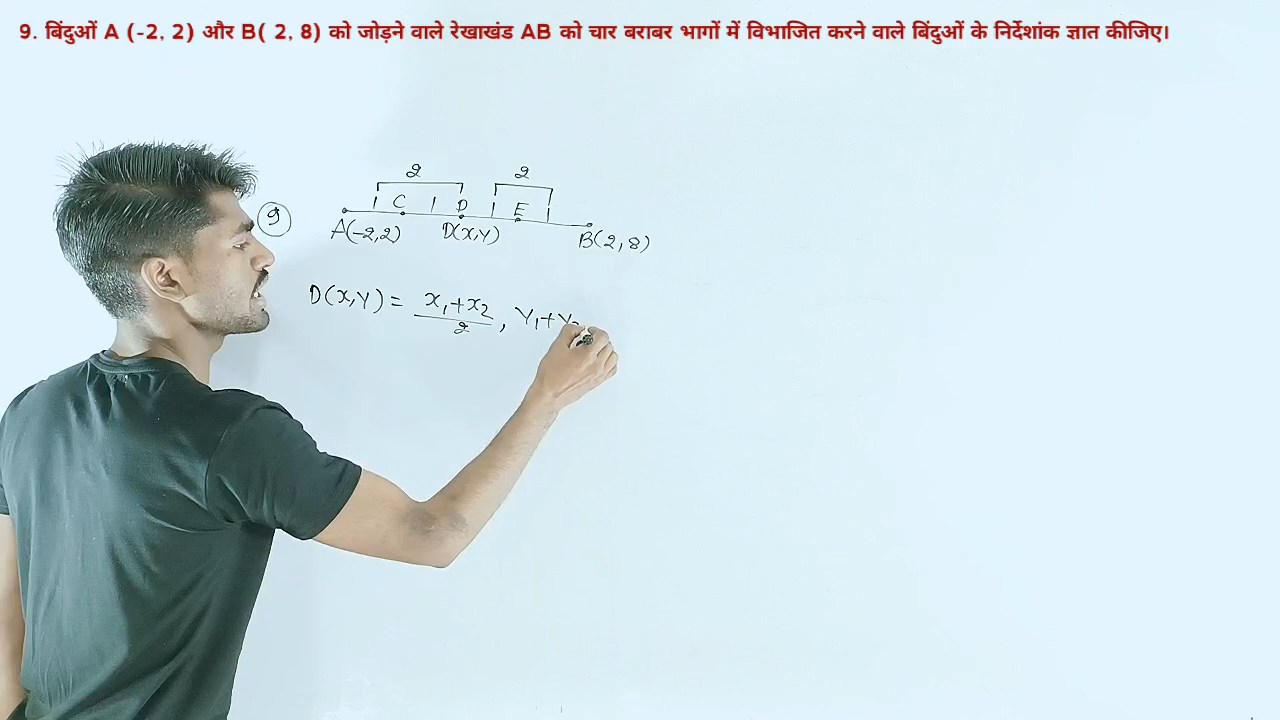 9. बिंदुओं A (-2, 2) और B( 2, 8) को जोड़ने वाले रेखाखंड AB को चार बराबर भागों में विभाजित करने वाले बिंदुओं के निर्देशांक ज्ञात कीजिए।
2 2
9 | C | D | E |
A(-2,2) D(x,y) B(2,8)
D(x,y) = x₁+x₂/2 , y₁+y₂